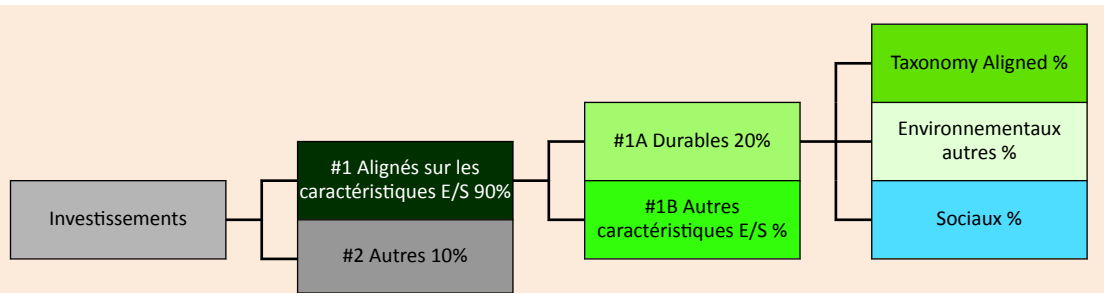 Investissements
#1 Alignés sur les
caractéristiques E/S 90%
#2 Autres 10%
#1A Durables 20%
#1B Autres
caractéristiques E/S %
Taxonomy Aligned %
Environnementaux
autres %
Sociaux %